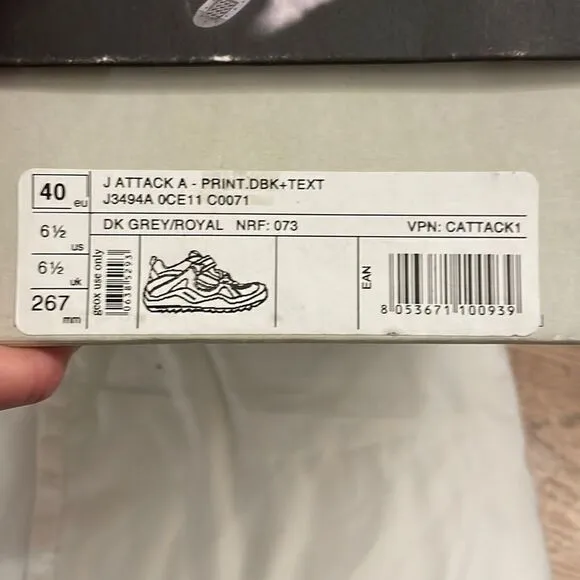 40 eu
J ATTACK A - PRINT.DBK+TEXT
J3494A 0CE11 C0071
6½ us
DK GREY/ROYAL NRF: 073 VPN: CATTACK1
6½ uk
267 mm
geox use only
006385293
EAN
8 053671 100939